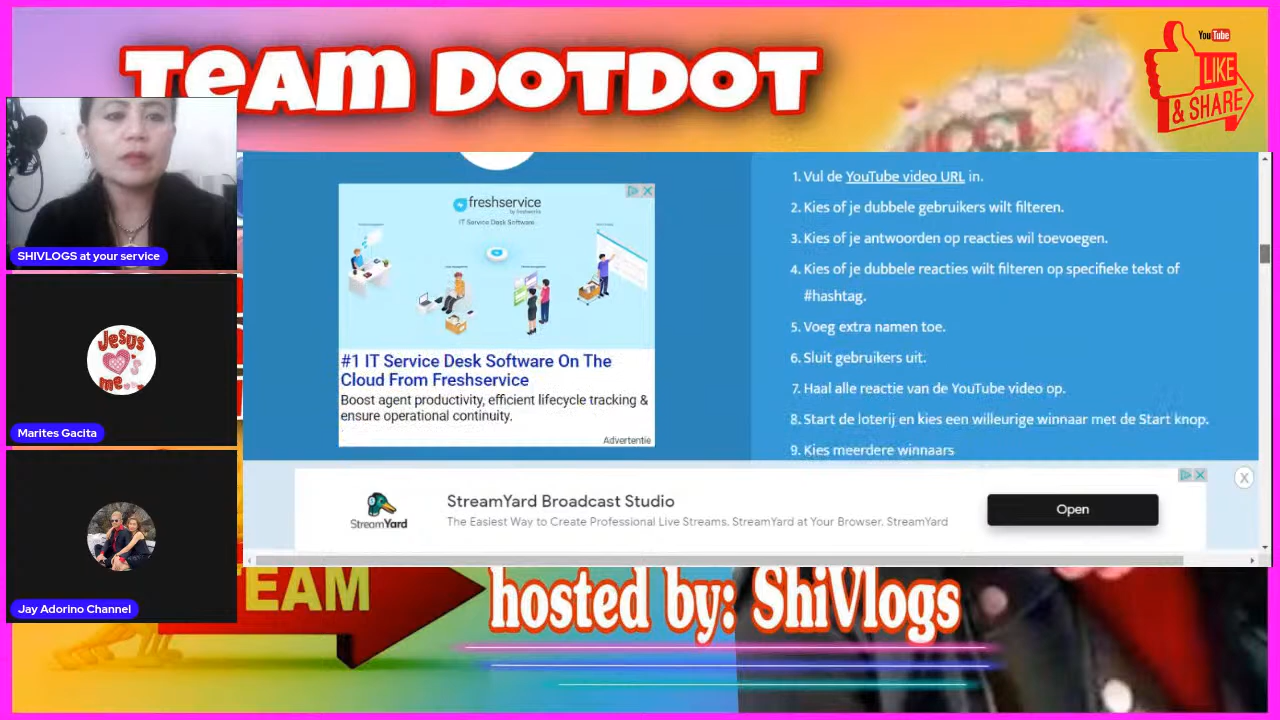 TEAM DOTDOT
YouTube
LIKE
& SHARE
SHIVLOGS at your service
Marites Gacita
Jesus
me
Jay Adorino Channel
freshservice
IT Service Desk Software
#1 IT Service Desk Software On The
Cloud From Freshservice
Boost agent productivity, efficient lifecycle tracking &
ensure operational continuity.
Advertentie
1. Vul de YouTube video URL in.
2. Kies of je dubbele gebruikers wilt filteren.
3. Kies of je antwoorden op reacties wil toevoegen.
4. Kies of je dubbele reacties wilt filteren op specifieke tekst of
#hashtag.
5. Voeg extra namen toe.
6. Sluit gebruikers uit.
7. Haal alle reactie van de YouTube video op.
8. Start de loterij en kies een willeurige winnaar met de Start knop.
9. Kies meerdere winnaars
StreamYard
StreamYard Broadcast Studio
The Easiest Way to Create Professional Live Streams. StreamYard at Your Browser. StreamYard
Open
X
TEAM
hosted by: ShiVlogs